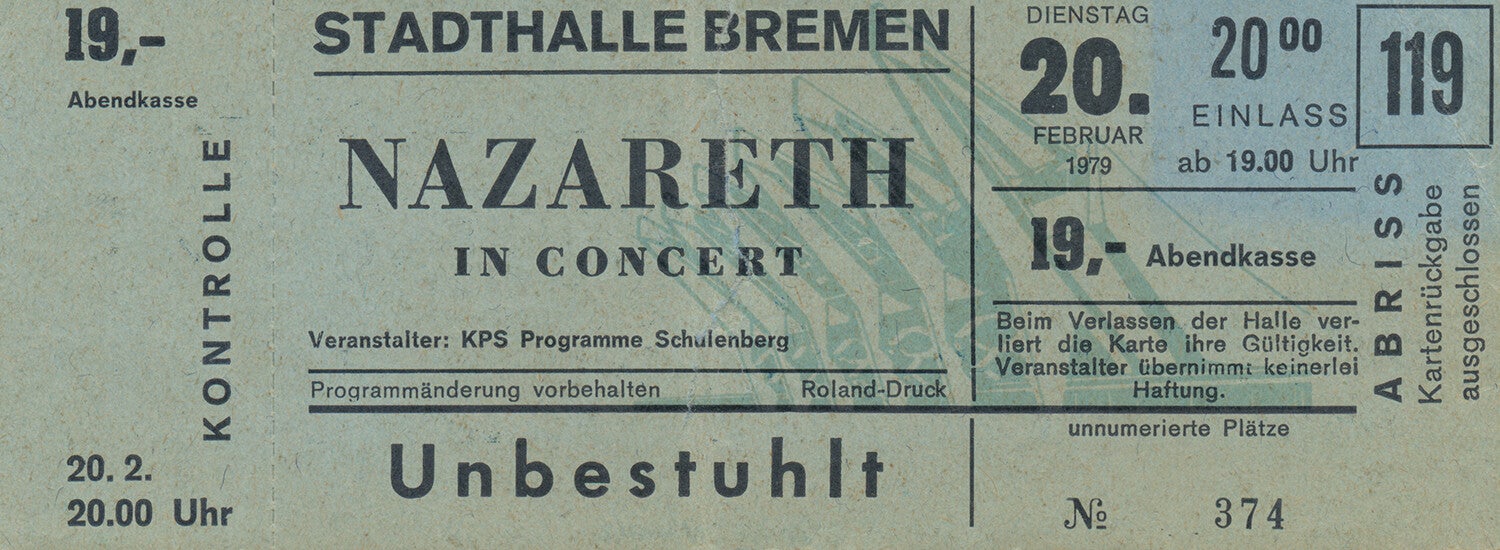 19,-
Abendkasse
KONTROLLE
20. 2.
20.00 Uhr
STADTHALLE BREMEN
NAZARETH
IN CONCERT
Veranstalter: KPS Programme Schulenberg
Programmänderung vorbehalten Roland-Druck
Unbestuhlt
DIENSTAG
20.
FEBRUAR
1979
20 00
EINLASS
ab 19.00 Uhr
19,- Abendkasse
Beim Verlassen der Halle ver-
liert die Karte ihre Gültigkeit.
Veranstalter übernimmt keinerlei
Haftung.
unnumerierte Plätze
№ 374
119
ABRISS
Kartenrückgabe
ausgeschlossen